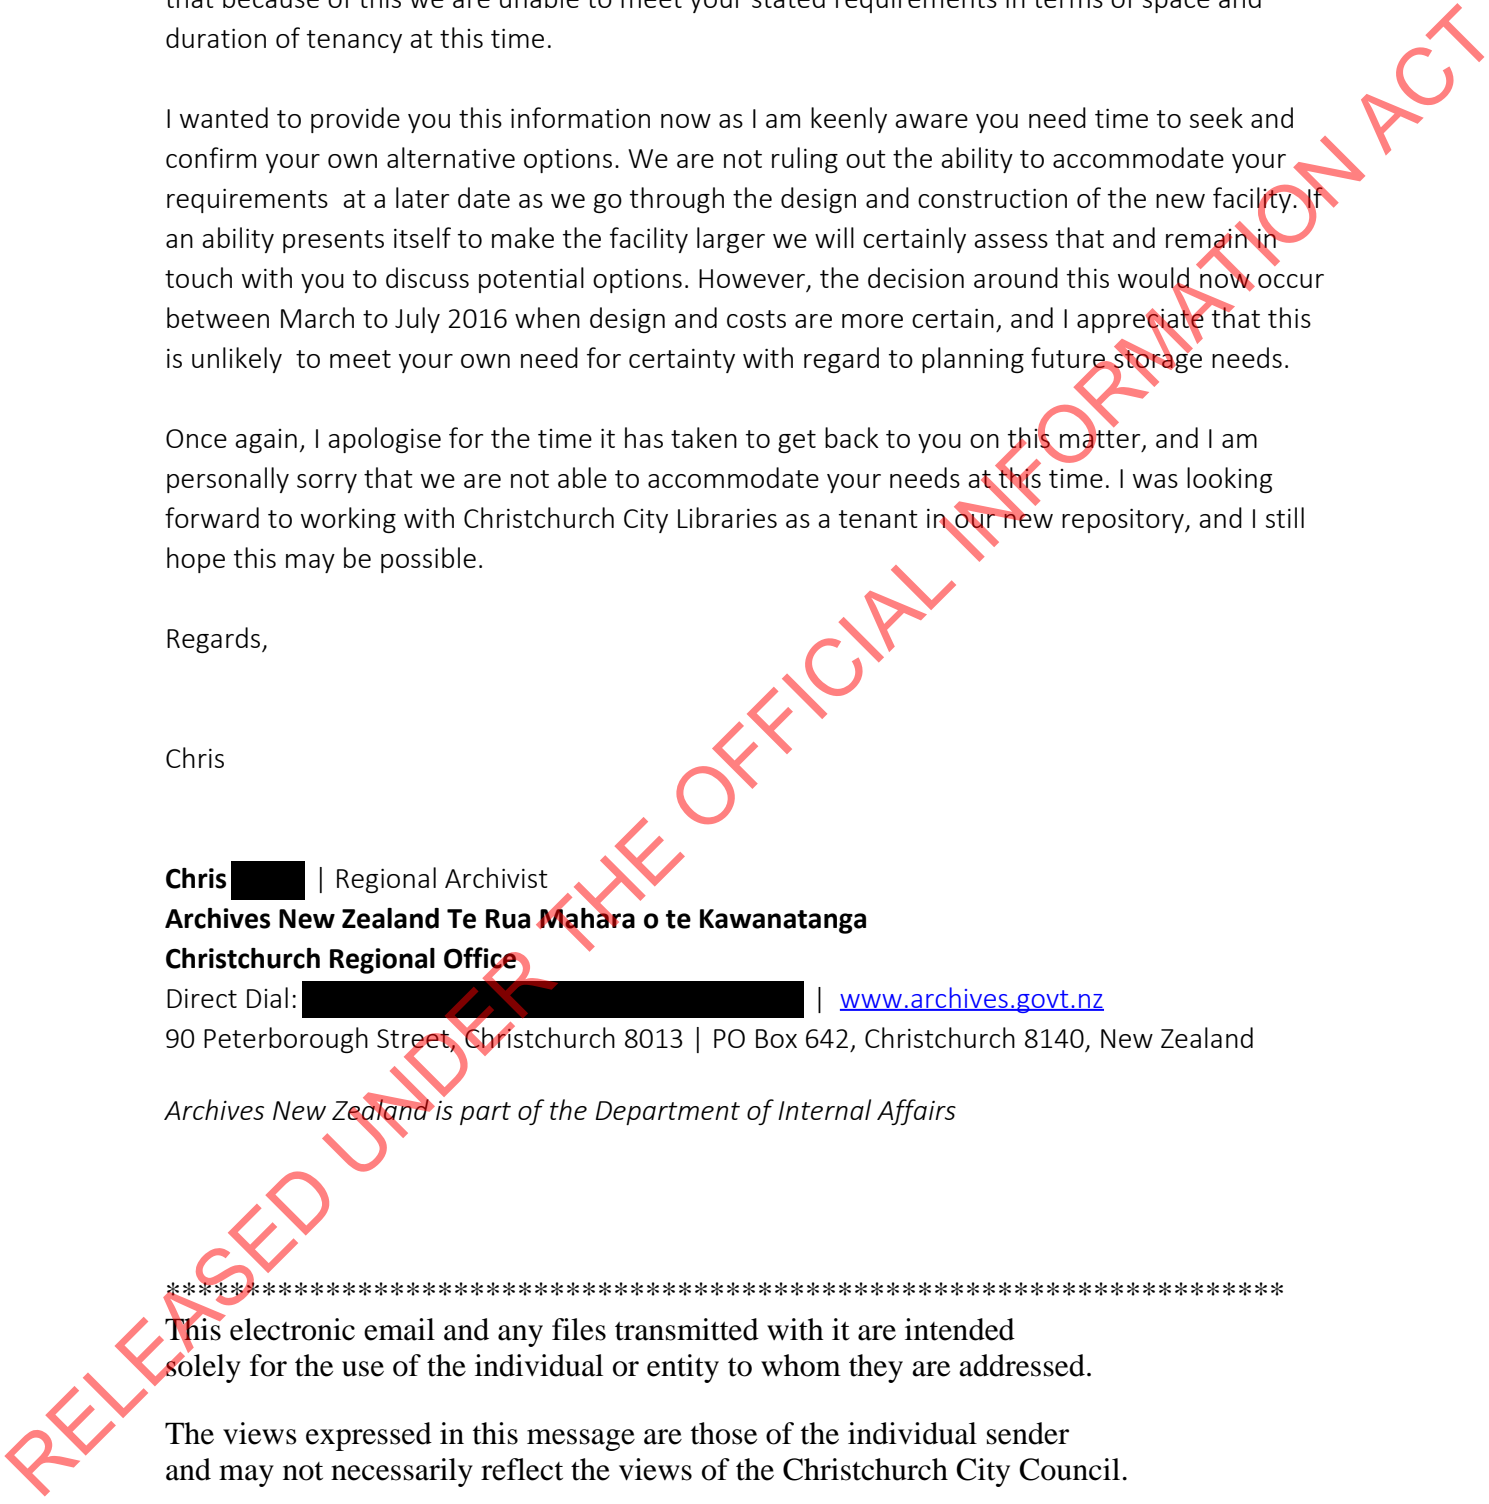 that because of this we are unable to meet your stated requirements in terms of space and
duration of tenancy at this time.
I wanted to provide you this information now as I am keenly aware you need time to seek and
confirm your own alternative options. We are not ruling out the ability to accommodate your
requirements  at a later date as we go through the design and construction of the new facility. If
an ability presents itself to make the facility larger we will certainly assess that and remain in
touch with you to discuss potential options. However, the decision around this would now occur
between March to July 2016 when design and costs are more certain, and I appreciate that this
is unlikely  to meet your own need for certainty with regard to planning future storage needs.
Once again, I apologise for the time it has taken to get back to you on this matter, and I am
personally sorry that we are not able to accommodate your needs at this time. I was looking
forward to working with Christchurch City Libraries as a tenant in our new repository, and I still
hope this may be possible.
Regards,
Chris
Chris | Regional Archivist
Archives New Zealand Te Rua Mahara o te Kawanatanga
Christchurch Regional Office
Direct Dial: | www.archives.govt.nz
90 Peterborough Street, Christchurch 8013 | PO Box 642, Christchurch 8140, New Zealand
Archives New Zealand is part of the Department of Internal Affairs
**********************************************************************
This electronic email and any files transmitted with it are intended
solely for the use of the individual or entity to whom they are addressed.
The views expressed in this message are those of the individual sender
and may not necessarily reflect the views of the Christchurch City Council.
RELEASED UNDER THE OFFICIAL INFORMATION ACT